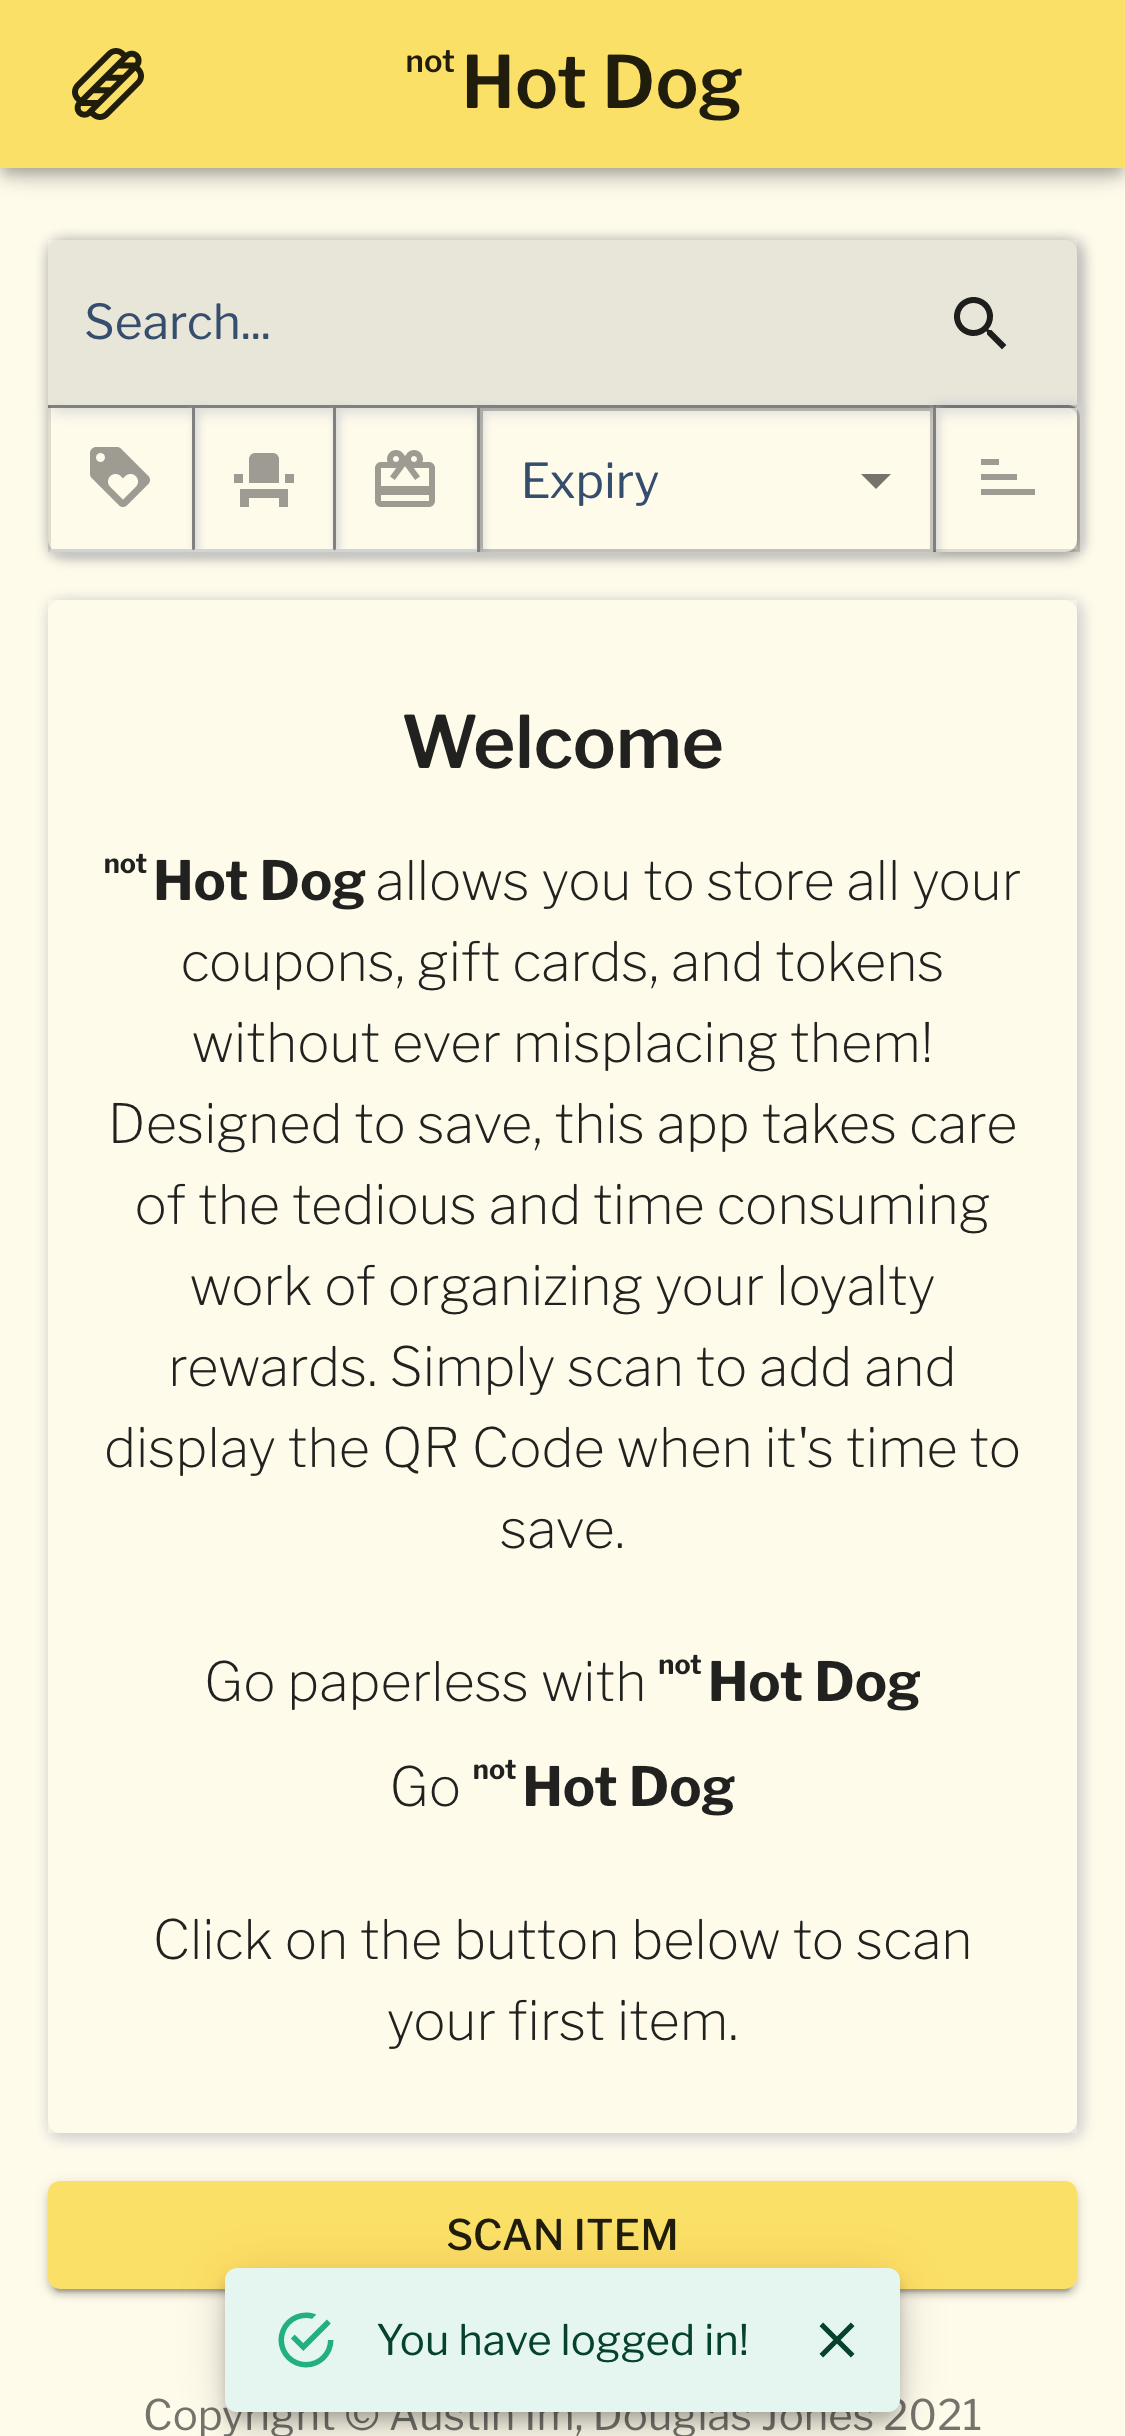 not Hot Dog
Search...
Expiry
Welcome
not Hot Dog allows you to store all your
coupons, gift cards, and tokens
without ever misplacing them!
Designed to save, this app takes care
of the tedious and time consuming
work of organizing your loyalty
rewards. Simply scan to add and
display the QR Code when it's time to
save.
Go paperless with not Hot Dog
Go not Hot Dog
Click on the button below to scan
your first item.
SCAN ITEM
You have logged in!
Copyright © Austin Im, Douglas Jones 2021